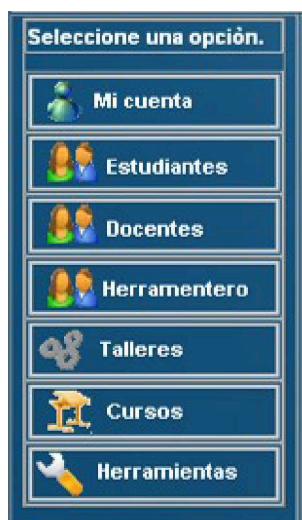 Seleccione una opción.
Mi cuenta
Estudiantes
Docentes
Herramentero
Talleres
Cursos
Herramientas